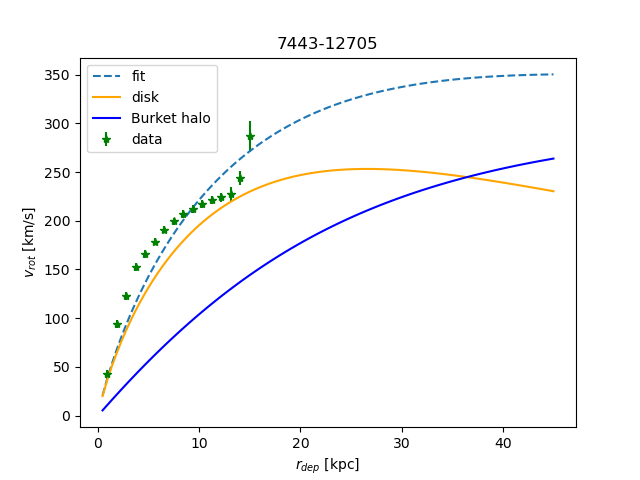 7443-12705
fit
disk
Burket halo
data
350
300
250
200
150
100
50
0
v_rot [km/s]
0 10 20 30 40
r_dep [kpc]